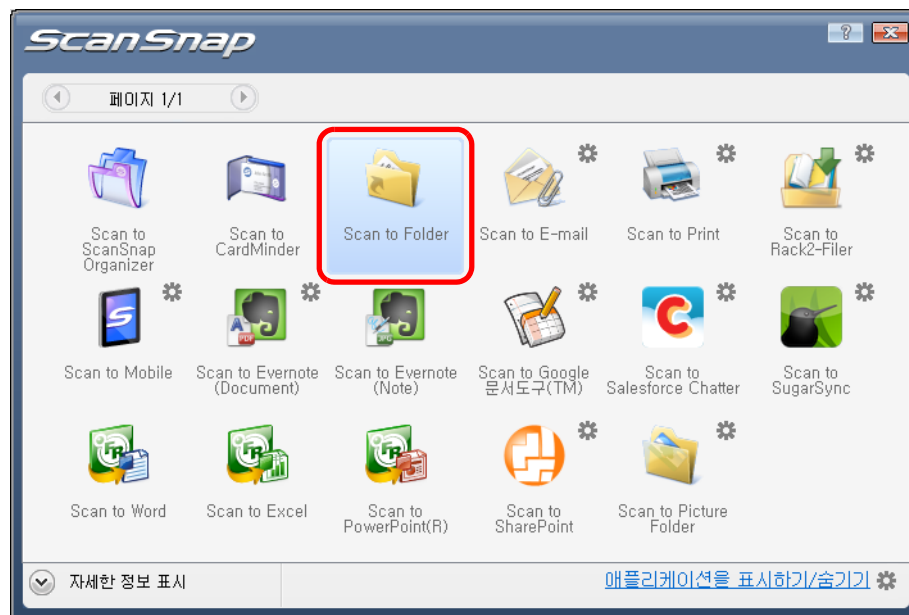 ScanSnap
페이지 1/1
Scan to
ScanSnap
Organizer
Scan to
CardMinder
Scan to Folder
Scan to E-mail
Scan to Print
Scan to
Rack2-Filer
Scan to Mobile
Scan to Evernote
(Document)
Scan to Evernote
(Note)
Scan to Google
문서도구(TM)
Scan to
Salesforce Chatter
Scan to
SugarSync
Scan to Word
Scan to Excel
Scan to
PowerPoint(R)
Scan to
SharePoint
Scan to Picture
Folder
자세한 정보 표시
애플리케이션을 표시하기/숨기기